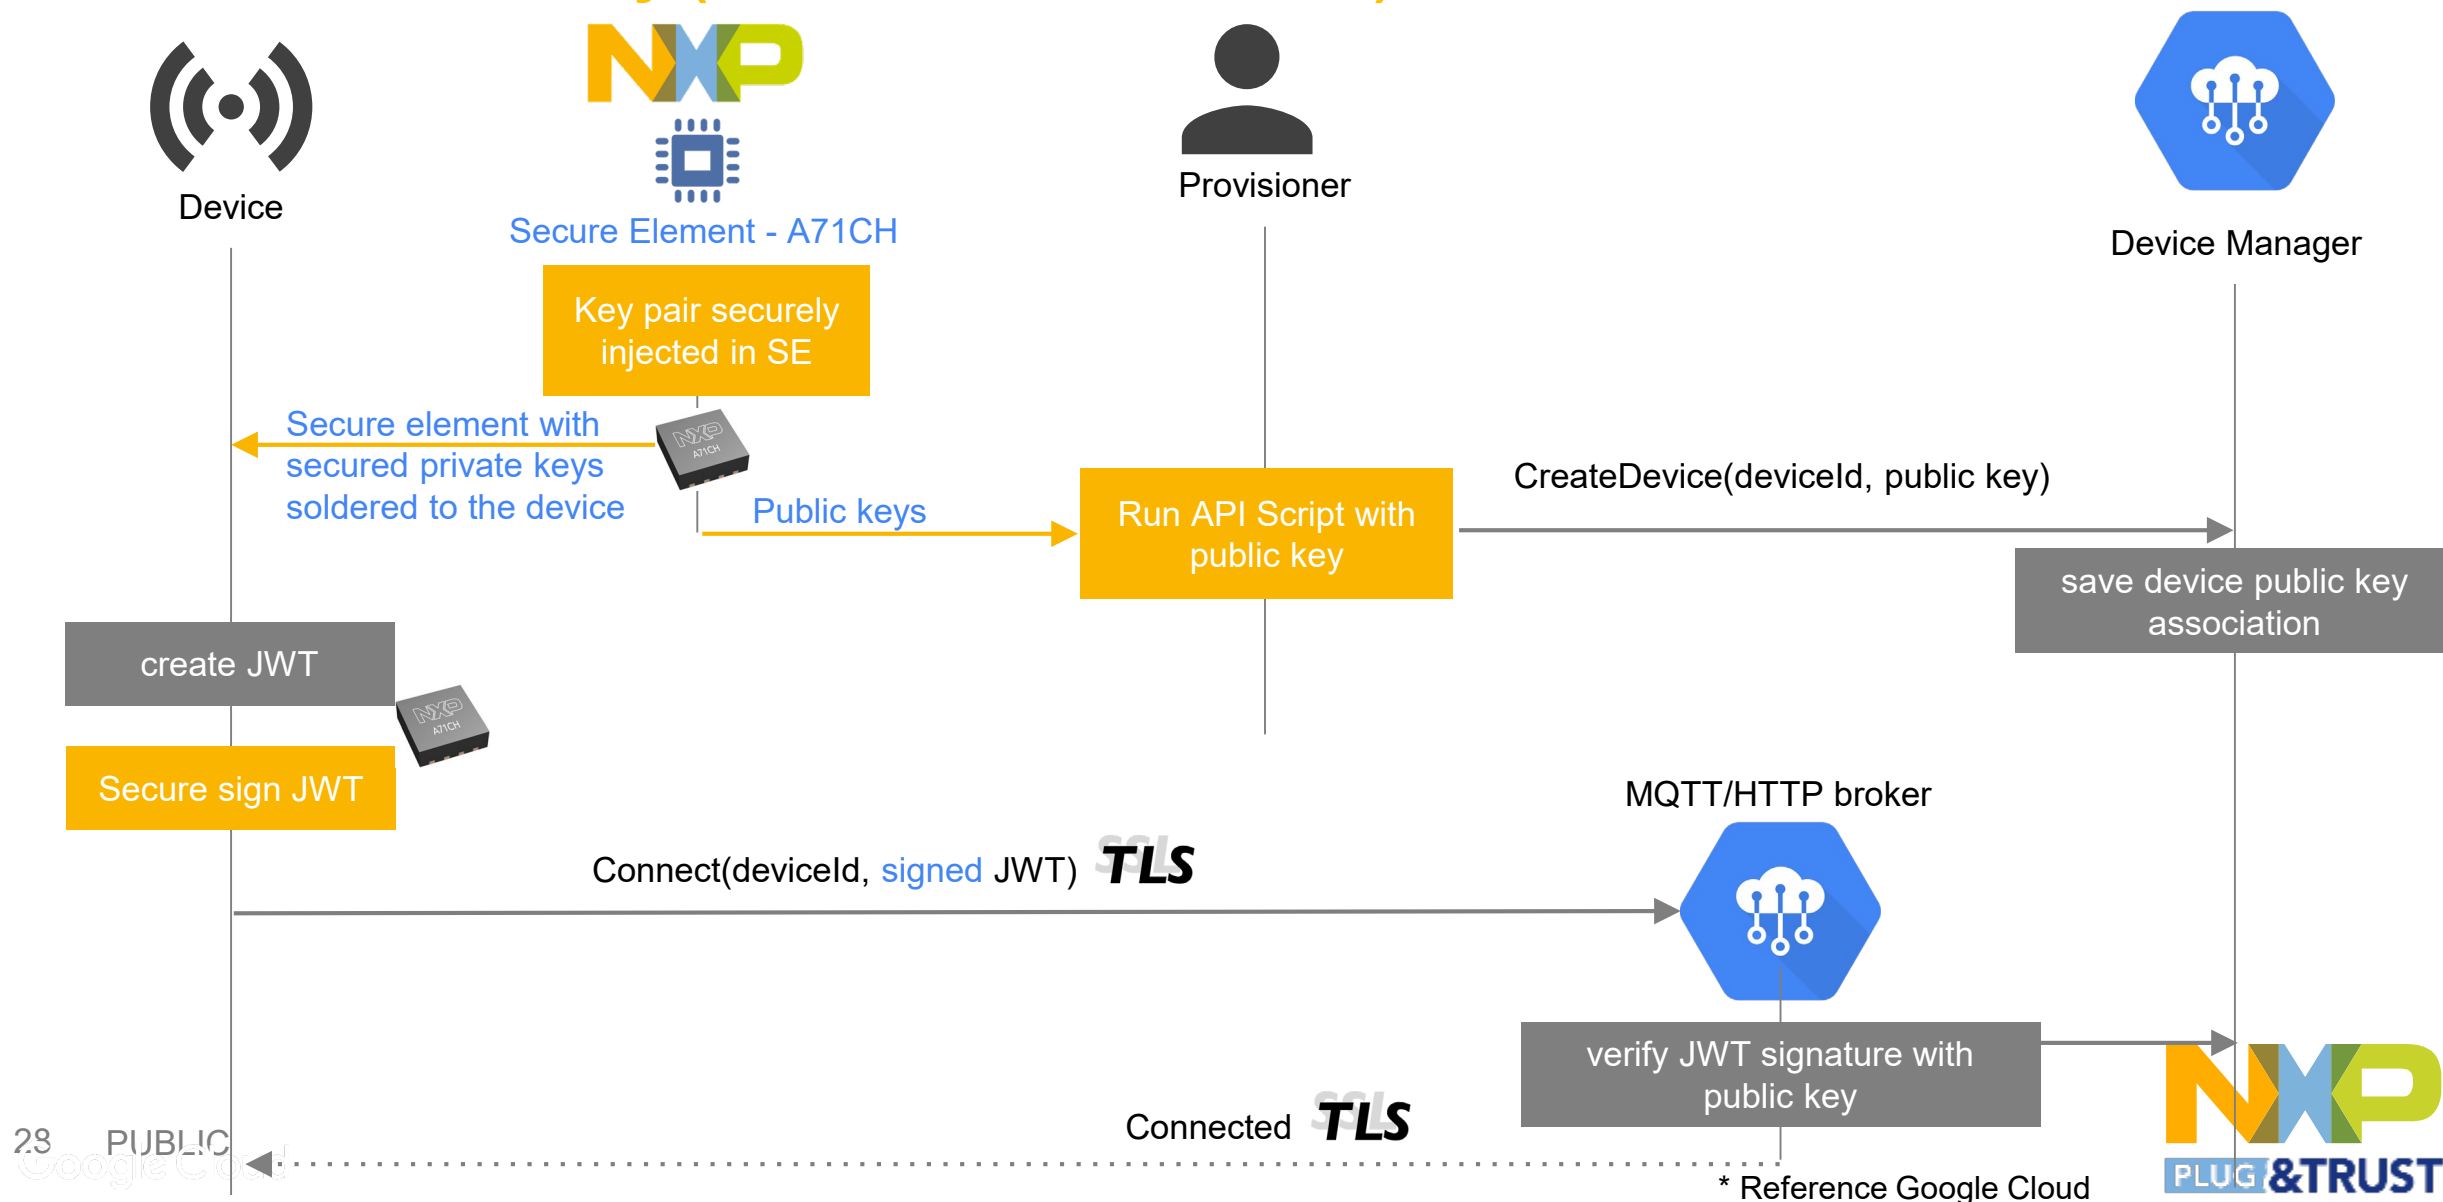 NXP
Device
Secure Element - A71CH
Provisioner
Device Manager
Key pair securely
injected in SE
Secure element with
secured private keys
soldered to the device
NXP
A71CH
Public keys
Run API Script with
public key
CreateDevice(deviceId, public key)
save device public key
association
create JWT
NXP
A71CH
Secure sign JWT
MQTT/HTTP broker
Connect(deviceId, signed JWT)
SSL
TLS
verify JWT signature with
public key
Connected
SSL
TLS
28
PUBLIC
Google Cloud
* Reference Google Cloud
NXP
PLUG &TRUST